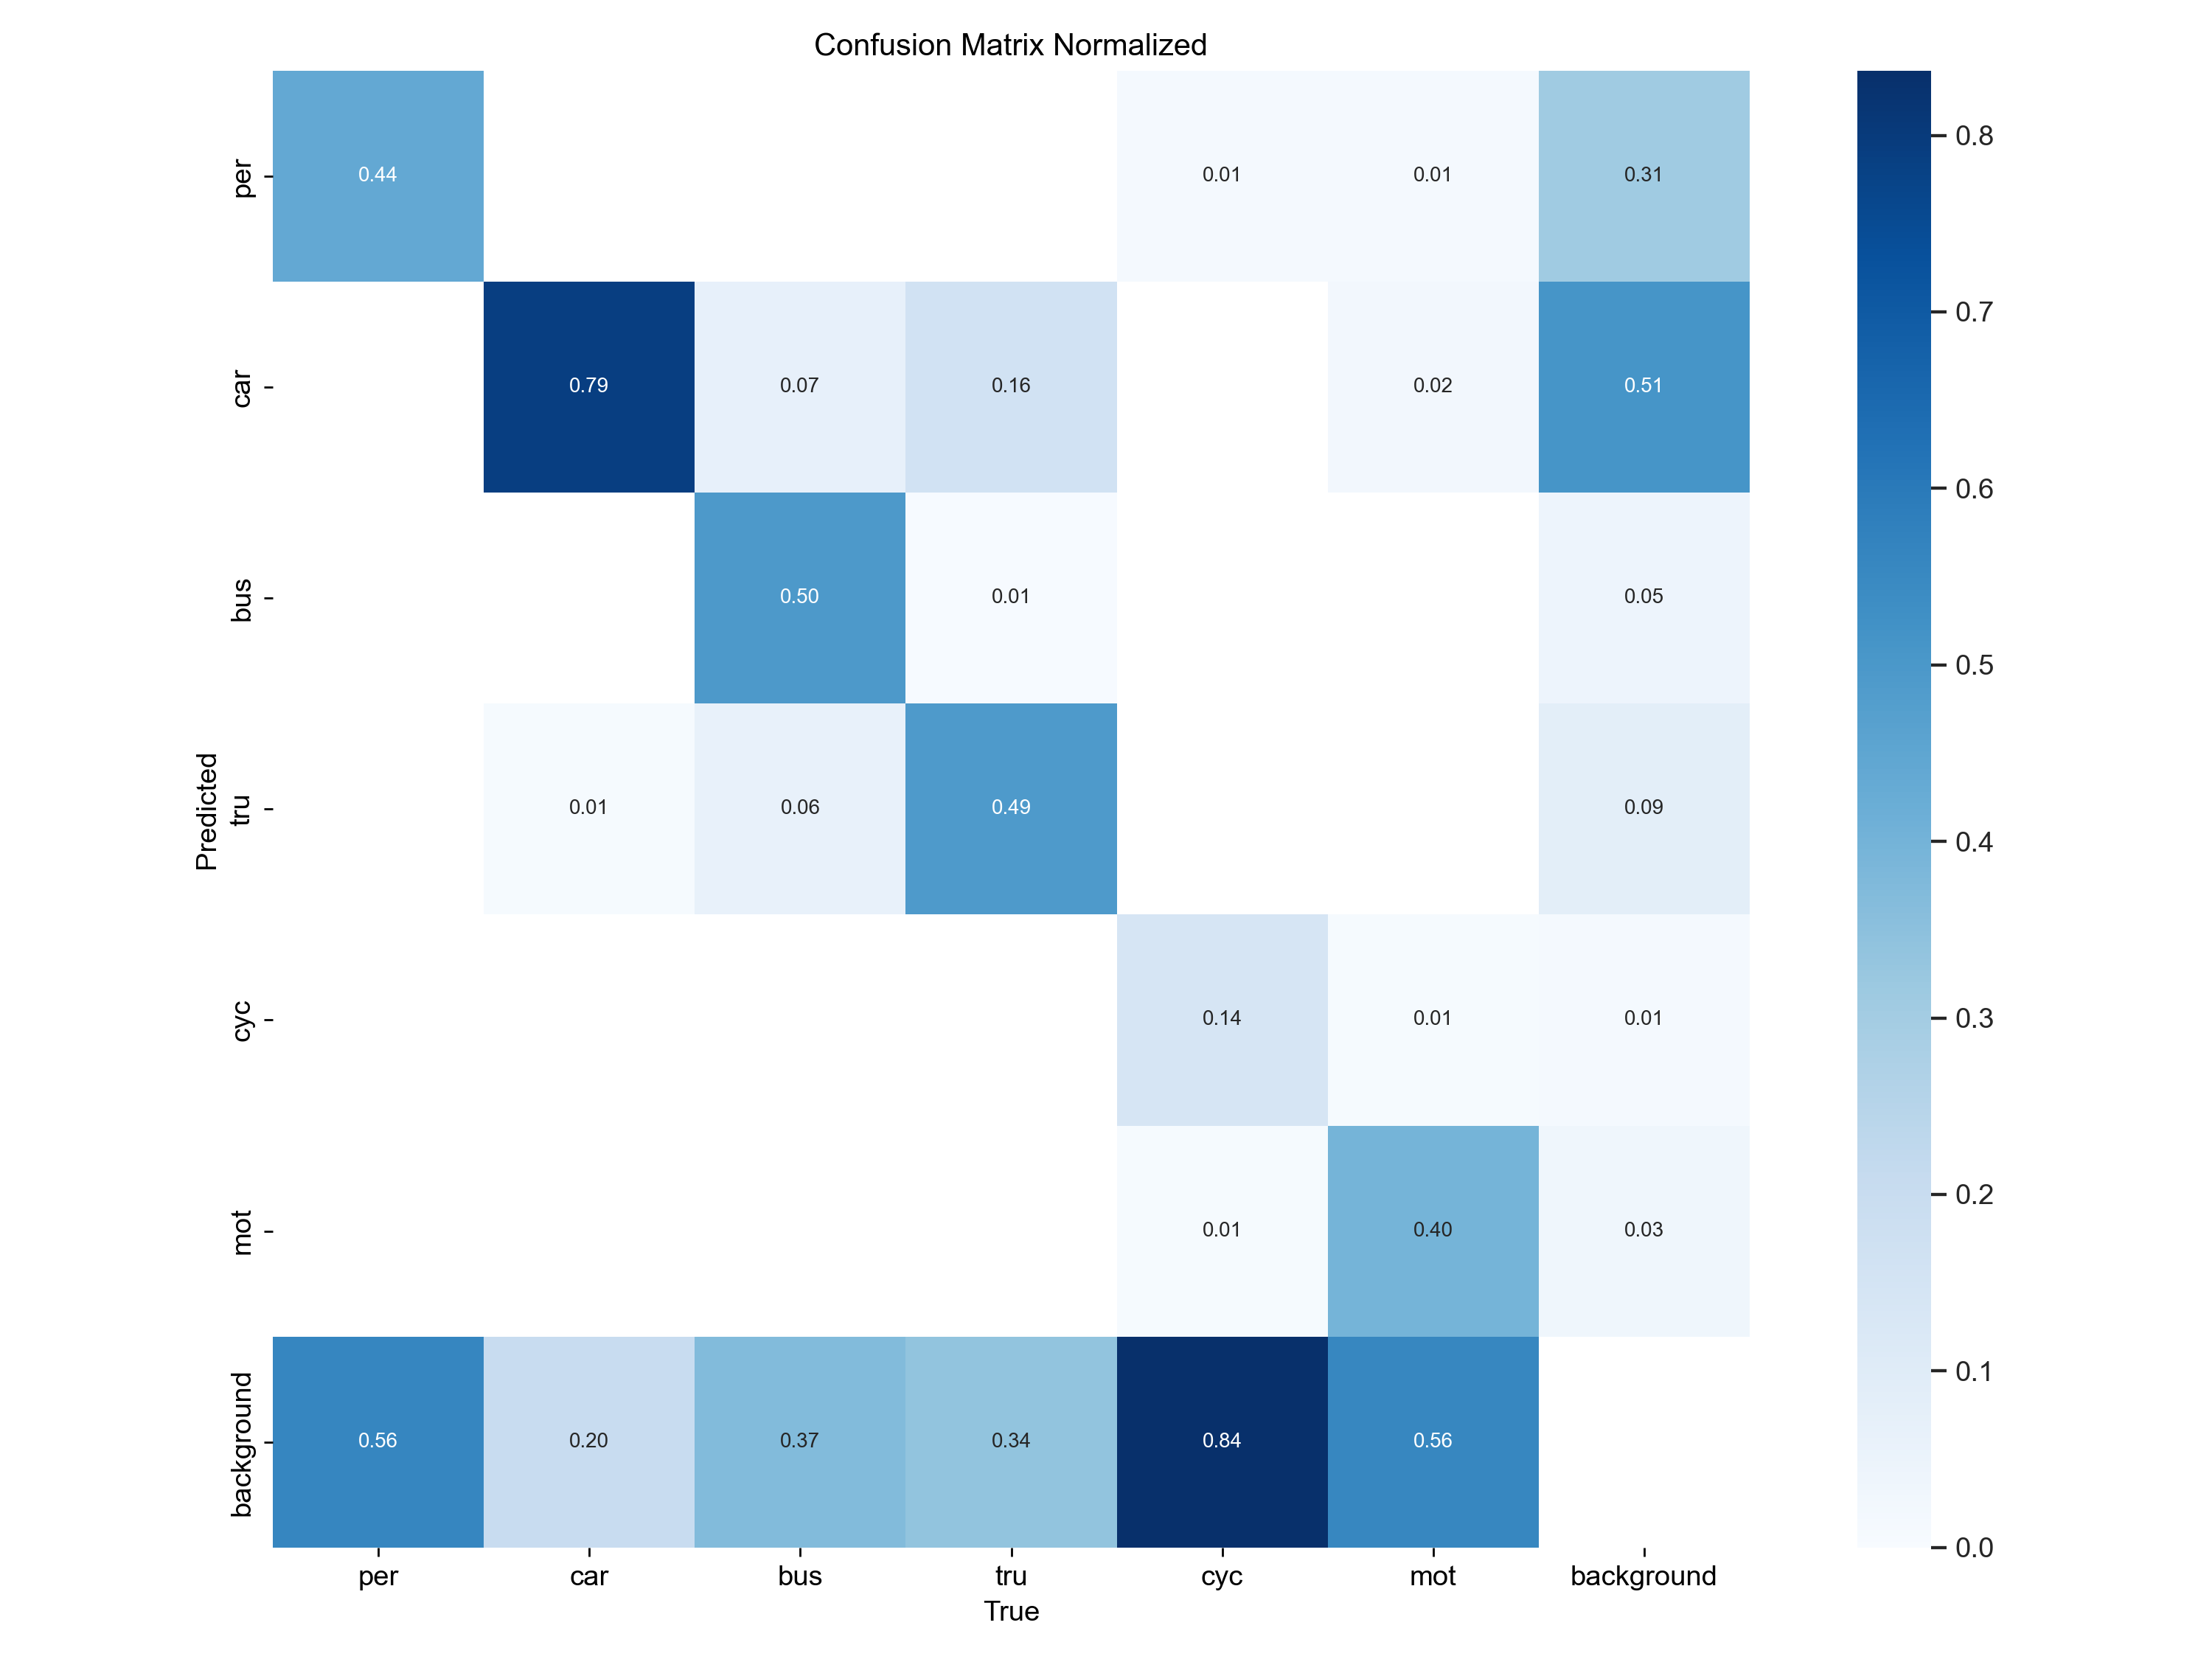 Confusion Matrix Normalized
per 0.44 0.01 0.01 0.31
car 0.79 0.07 0.16 0.02 0.51
bus 0.50 0.01 0.05
tru 0.01 0.06 0.49 0.09
cyc 0.14 0.01 0.01
mot 0.01 0.40 0.03
background 0.56 0.20 0.37 0.34 0.84 0.56
Predicted
per car bus tru cyc mot background
True
0.8
0.7
0.6
0.5
0.4
0.3
0.2
0.1
0.0